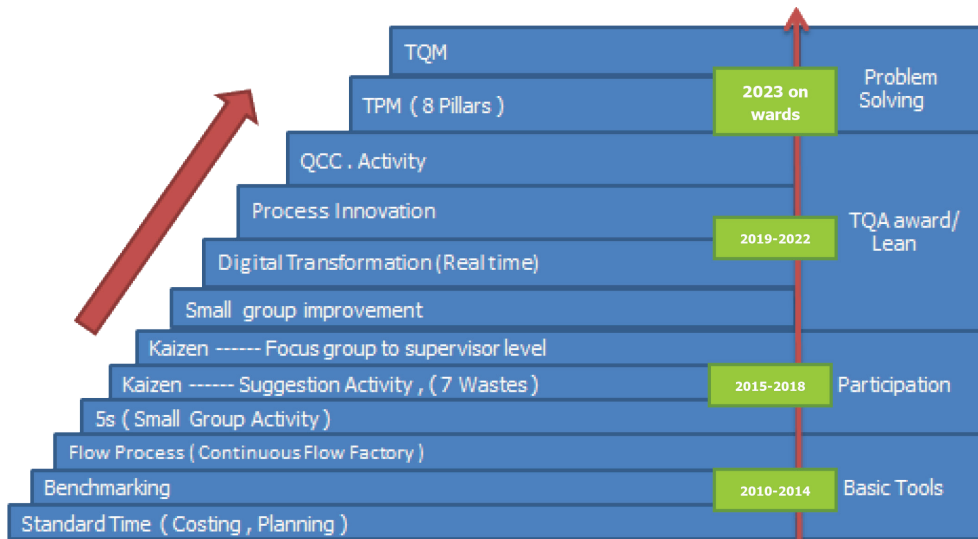 TQM
TPM ( 8 Pillars )
2023 on
wards
Problem
Solving
QCC . Activity
Process Innovation
Digital Transformation (Real time)
Small group improvement
2019-2022
TQA award/
Lean
Kaizen ------ Focus group to supervisor level
Kaizen ------ Suggestion Activity , ( 7 Wastes )
5s ( Small Group Activity )
2015-2018
Participation
Flow Process ( Continuous Flow Factory )
Benchmarking
Standard Time ( Costing , Planning )
2010-2014
Basic Tools